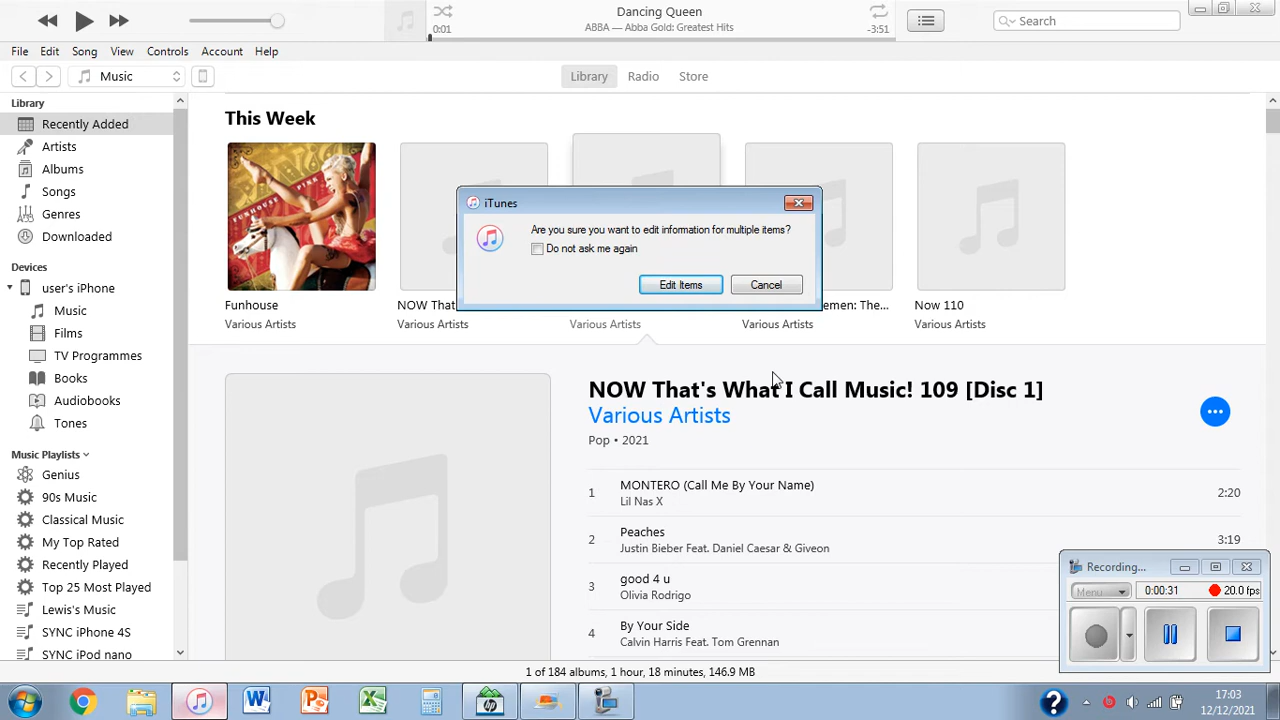 0:01
Dancing Queen
ABBA — Abba Gold: Greatest Hits
-3:51
Search
File Edit Song View Controls Account Help
Music
Library Radio Store
Library
Recently Added
Artists
Albums
Songs
Genres
Downloaded
Devices
user's iPhone
Music
Films
TV Programmes
Books
Audiobooks
Tones
Music Playlists
Genius
90s Music
Classical Music
My Top Rated
Recently Played
Top 25 Most Played
Lewis's Music
SYNC iPhone 4S
SYNC iPod nano
This Week
Funhouse
Various Artists
NOW That
Various Artists
Various Artists
emen: The...
Various Artists
Now 110
Various Artists
iTunes
Are you sure you want to edit information for multiple items?
Do not ask me again
Edit Items
Cancel
NOW That's What I Call Music! 109 [Disc 1]
Various Artists
Pop • 2021
1 MONTERO (Call Me By Your Name) 2:20
Lil Nas X
2 Peaches 3:19
Justin Bieber Feat. Daniel Caesar & Giveon
3 good 4 u
Olivia Rodrigo
4 By Your Side
Calvin Harris Feat. Tom Grennan
1 of 184 albums, 1 hour, 18 minutes, 146.9 MB
Recording...
Menu 0:00:31 20.0 fps
17:03
12/12/2021